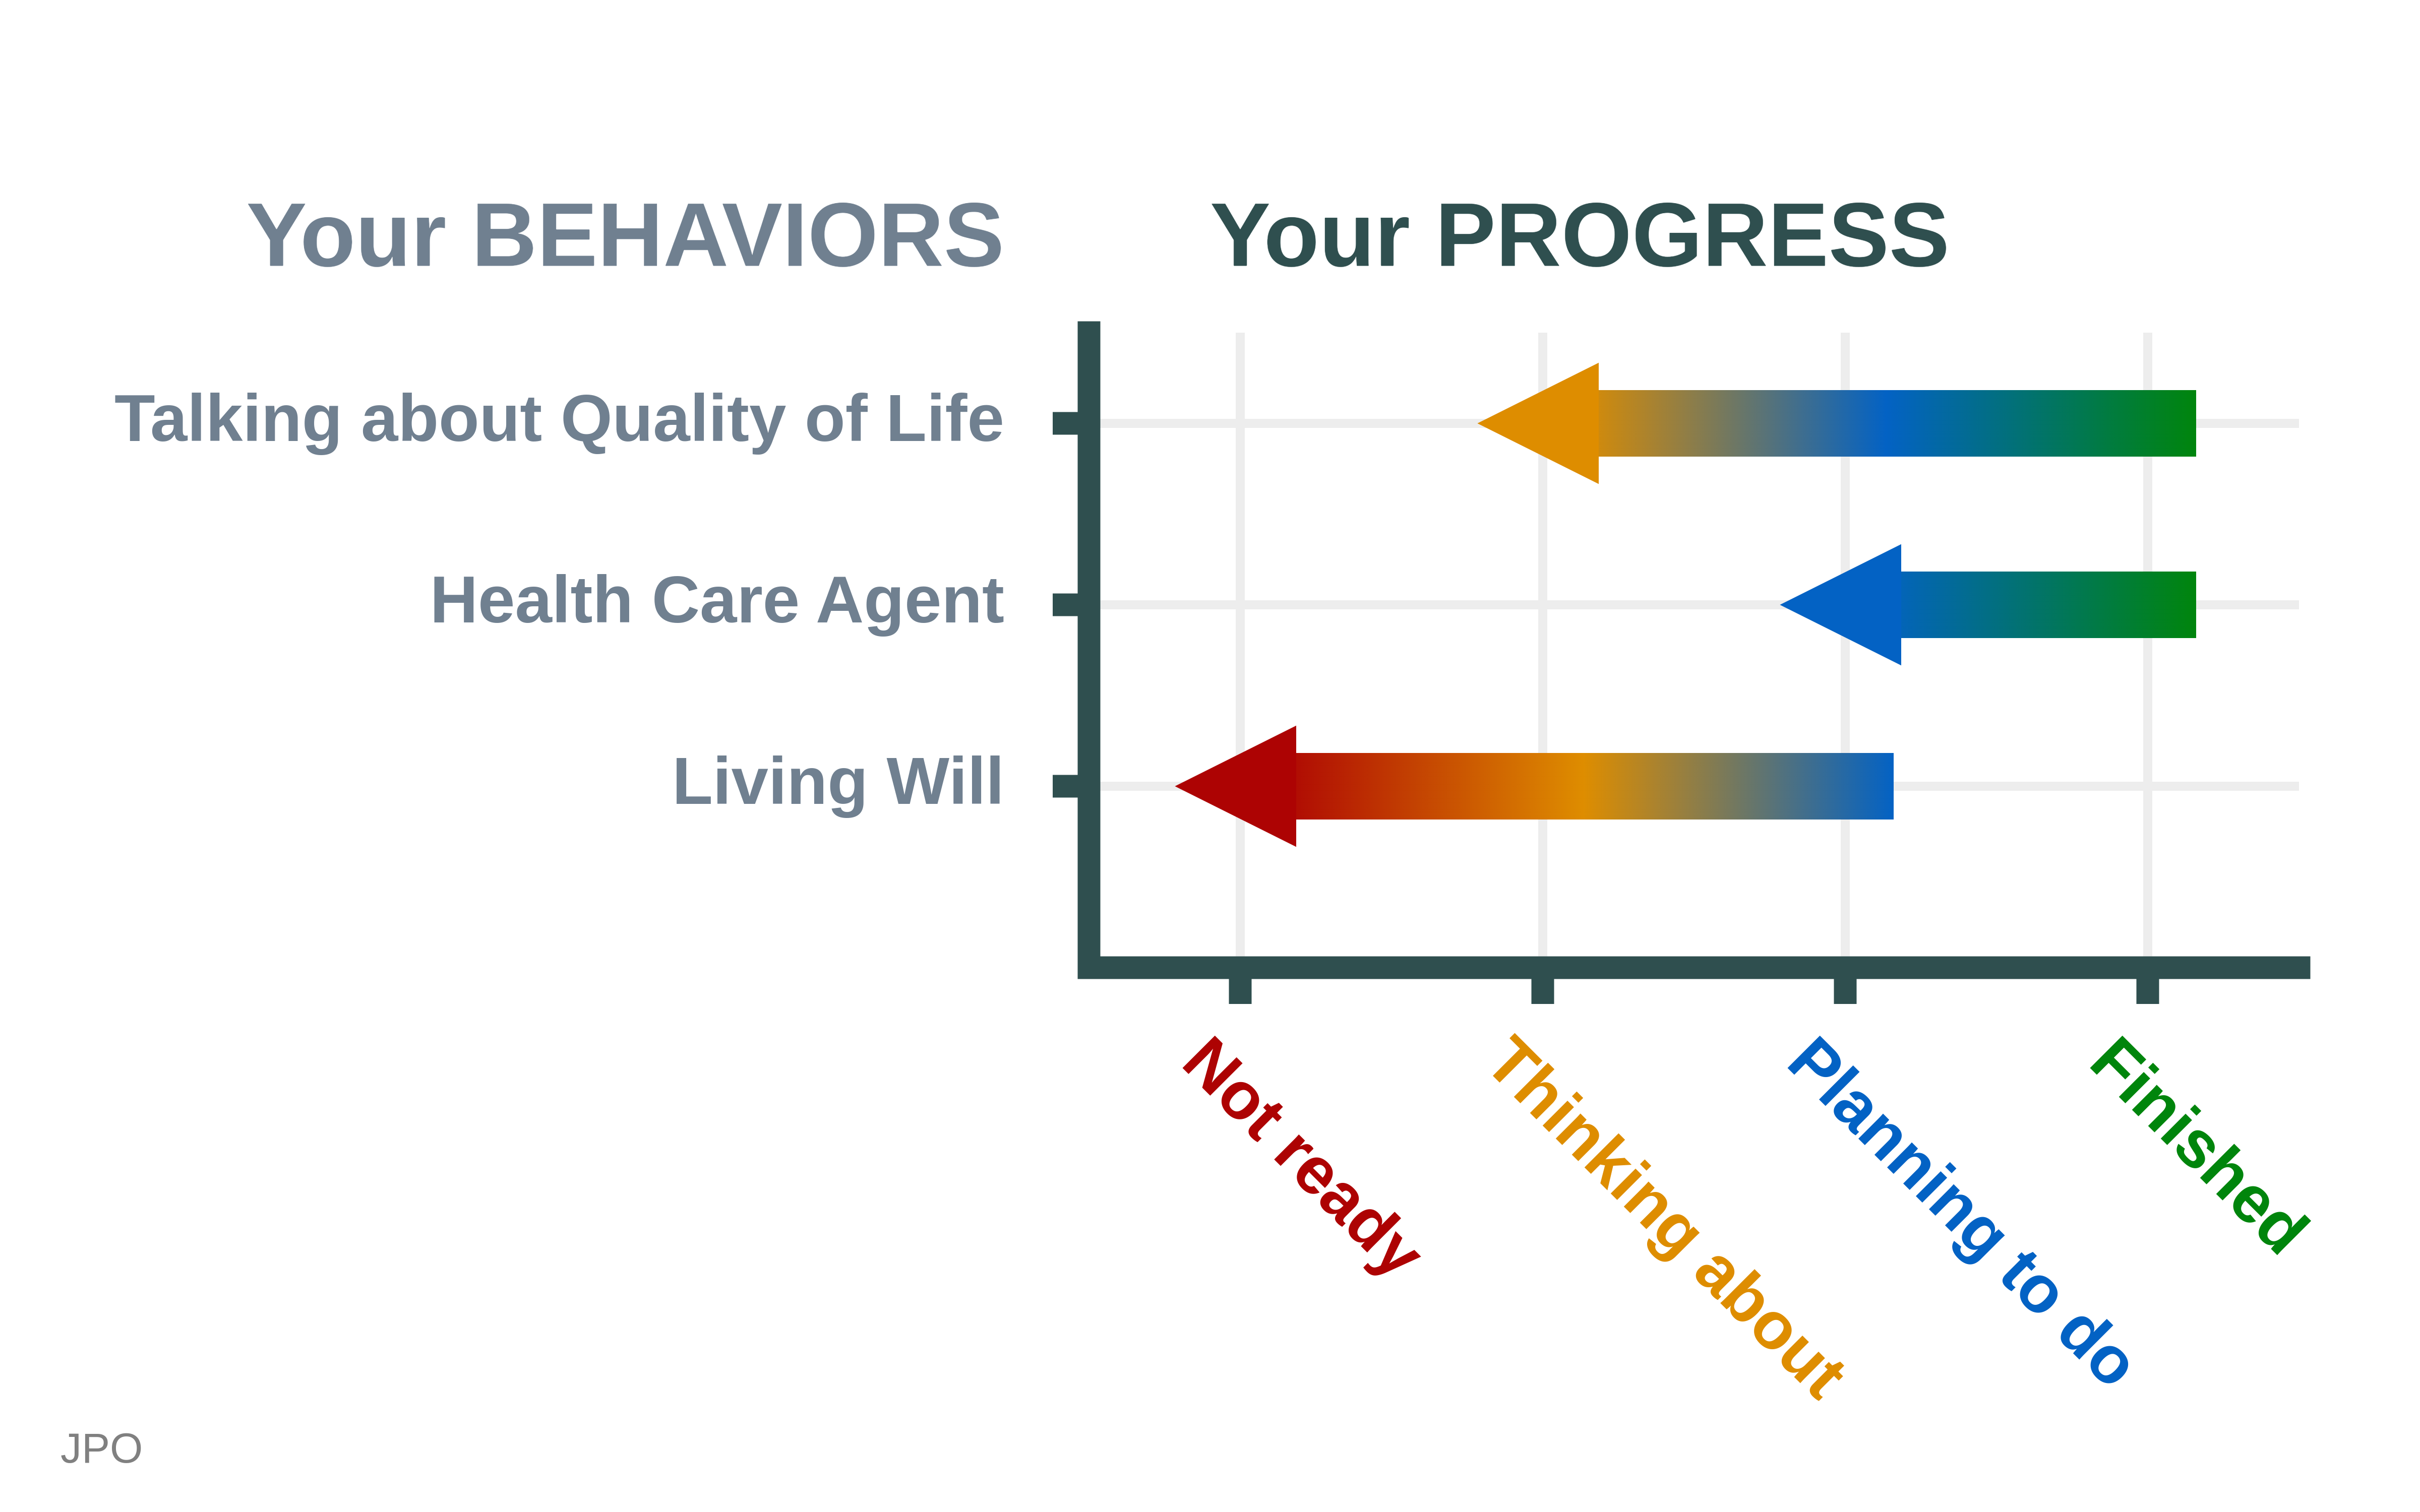 Your BEHAVIORS
Your PROGRESS
Talking about Quality of Life
Health Care Agent
Living Will
Not ready
Thinking about
Planning to do
Finished
JPO